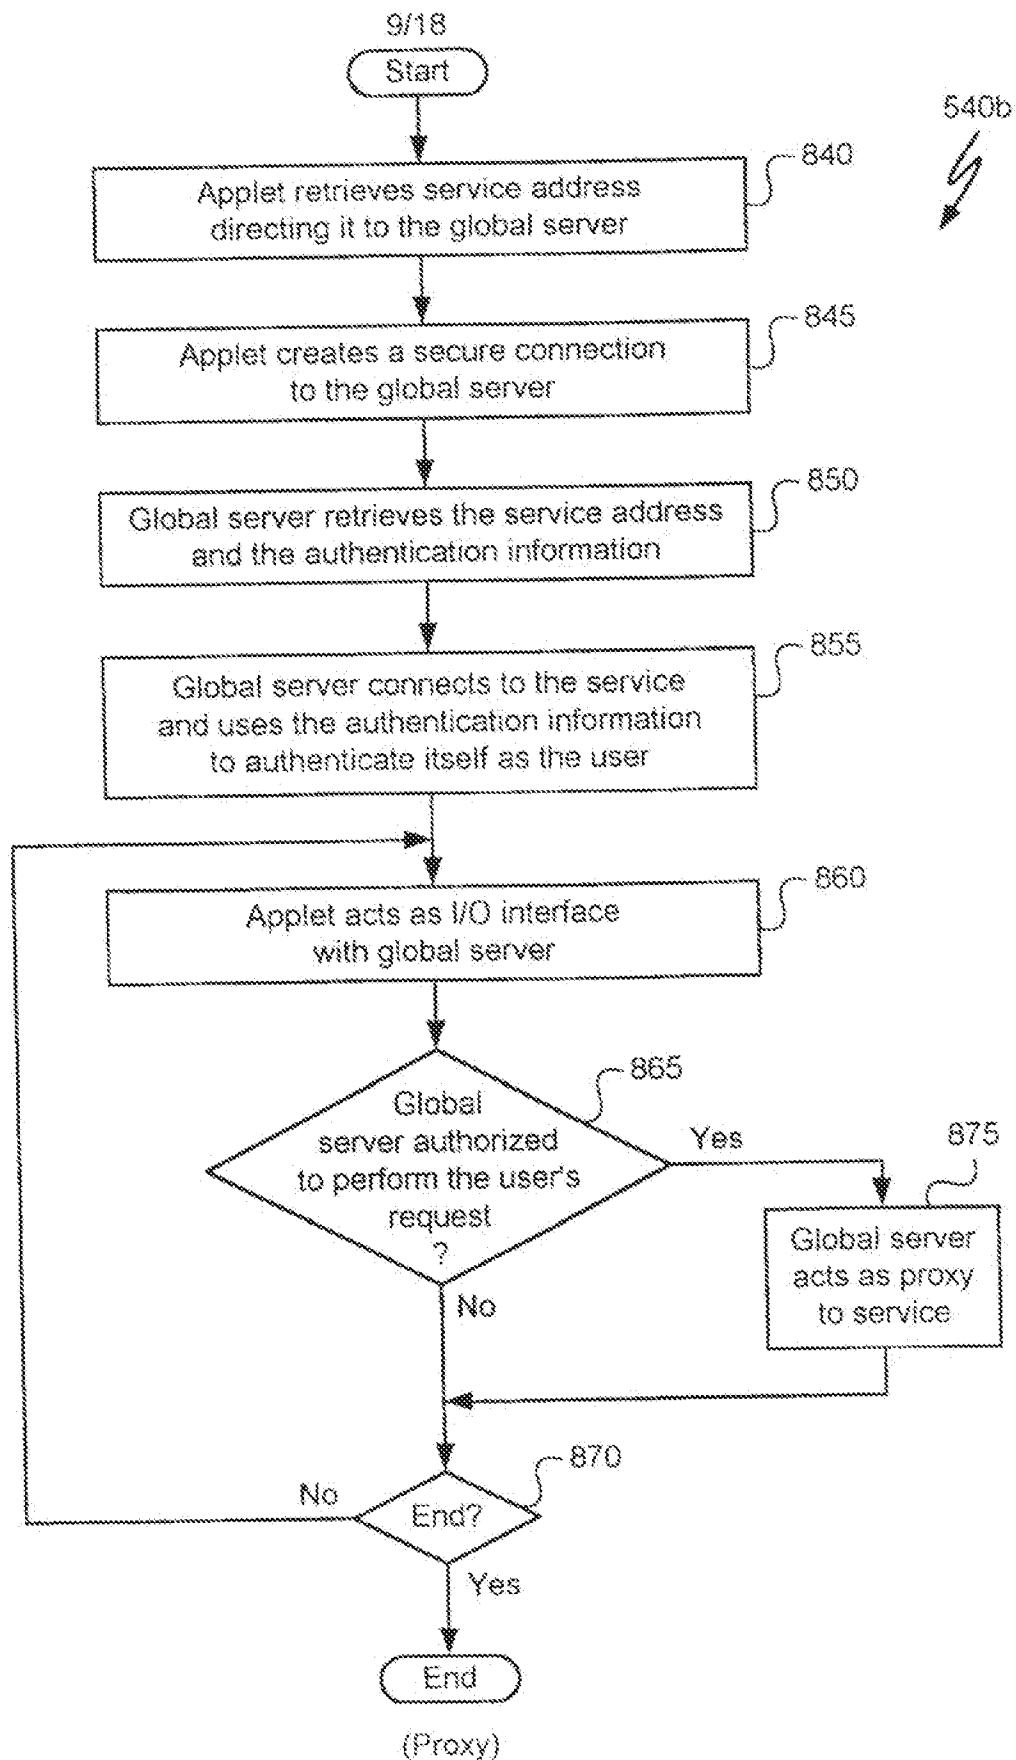 9/18
Start
540b
840
Applet retrieves service address
directing it to the global server
845
Applet creates a secure connection
to the global server
850
Global server retrieves the service address
and the authentication information
855
Global server connects to the service
and uses the authentication information
to authenticate itself as the user
860
Applet acts as I/O interface
with global server
865
Global
server authorized
to perform the user's
request
?
Yes
875
Global server
acts as proxy
to service
No
870
End?
No
Yes
End
(Proxy)